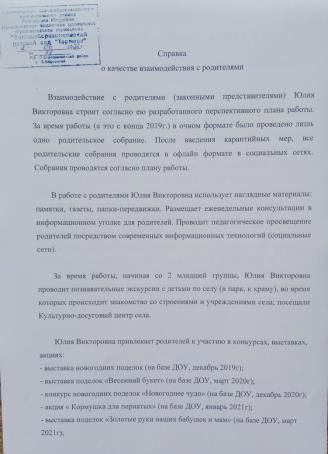 Справка
о качестве взаимодействия с родителями
Взаимодействие с родителями (законными представителями) Юлия
Викторовна строит согласно ею разработанного перспективного плана работы.
За время работы (а это с конца 2019г.) в очном формате было проведено лишь
одно родительское собрание. После введения карантийных мер, все
родительские собрания проводятся в офлайн формате в социальных сетях.
Собрания проводятся согласно плану работы.
В работе с родителями Юлия Викторовна использует наглядные материалы:
памятки, газеты, папки-передвижки. Размещает еженедельные консультации в
информационном уголке для родителей. Проводит педагогическое просвещение
родителей посредством современных информационных технологий (социальные
сети).
За время работы, начиная со 2 младшей группы, Юлия Викторовна
проводит познавательные экскурсии с детьми по селу (в парк, к храму), во время
которых происходит знакомство со строениями и учреждениями села; посещали
Культурно-досуговый центр села.
Юлия Викторовна привлекает родителей к участию в конкурсах, выставках,
акциях:
- выставка новогодних поделок (на базе ДОУ, декабрь 2019г);
- выставка поделок «Весенний букет» (на базе ДОУ, март 2020г);
- конкурс новогодних поделок «Новогоднее чудо» (на базе ДОУ, декабрь 2020г);
- акция « Кормушка для пернатых» (на базе ДОУ, январь 2021г);
- выставка поделок «Золотые руки наших бабушек и мам» (на базе ДОУ, март
2021г);